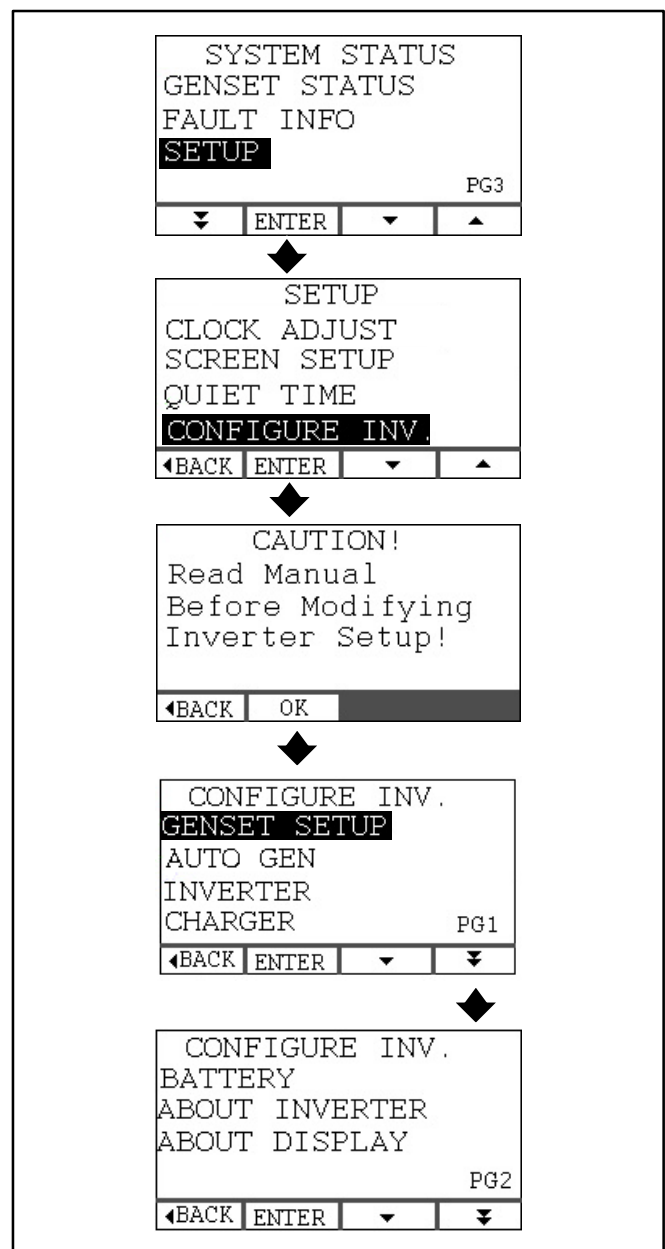 SYSTEM STATUS
GENSET STATUS
FAULT INFO
SETUP
PG3
ENTER
SETUP
CLOCK ADJUST
SCREEN SETUP
QUIET TIME
CONFIGURE INV.
BACK ENTER
CAUTION!
Read Manual
Before Modifying
Inverter Setup!
BACK OK
CONFIGURE INV.
GENSET SETUP
AUTO GEN
INVERTER
CHARGER PG1
BACK ENTER
CONFIGURE INV.
BATTERY
ABOUT INVERTER
ABOUT DISPLAY
PG2
BACK ENTER